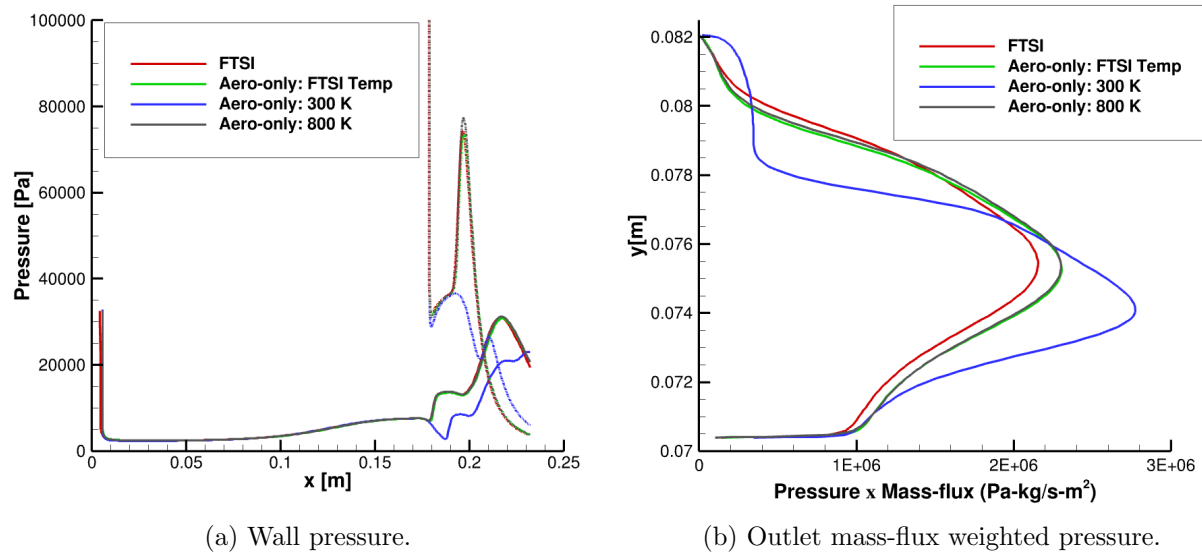 100000
80000
60000
40000
20000
0
Pressure [Pa]
FTSI
Aero-only: FTSI Temp
Aero-only: 300 K
Aero-only: 800 K
0
0.05
0.1
0.15
0.2
0.25
x [m]
(a) Wall pressure.
0.082
0.08
0.078
0.076
0.074
0.072
0.07
y[m]
FTSI
Aero-only: FTSI Temp
Aero-only: 300 K
Aero-only: 800 K
0
1E+06
2E+06
3E+06
Pressure x Mass-flux (Pa-kg/s-m²)
(b) Outlet mass-flux weighted pressure.